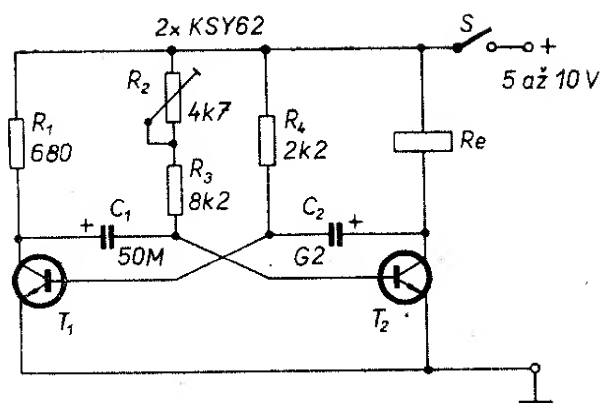 2x KSY62
S
+
5 až 10 V
R₂
4k7
R₁
680
R₄
2k2
Re
R₃
8k2
+ C₁
50M
C₂ +
G2
T₁
T₂